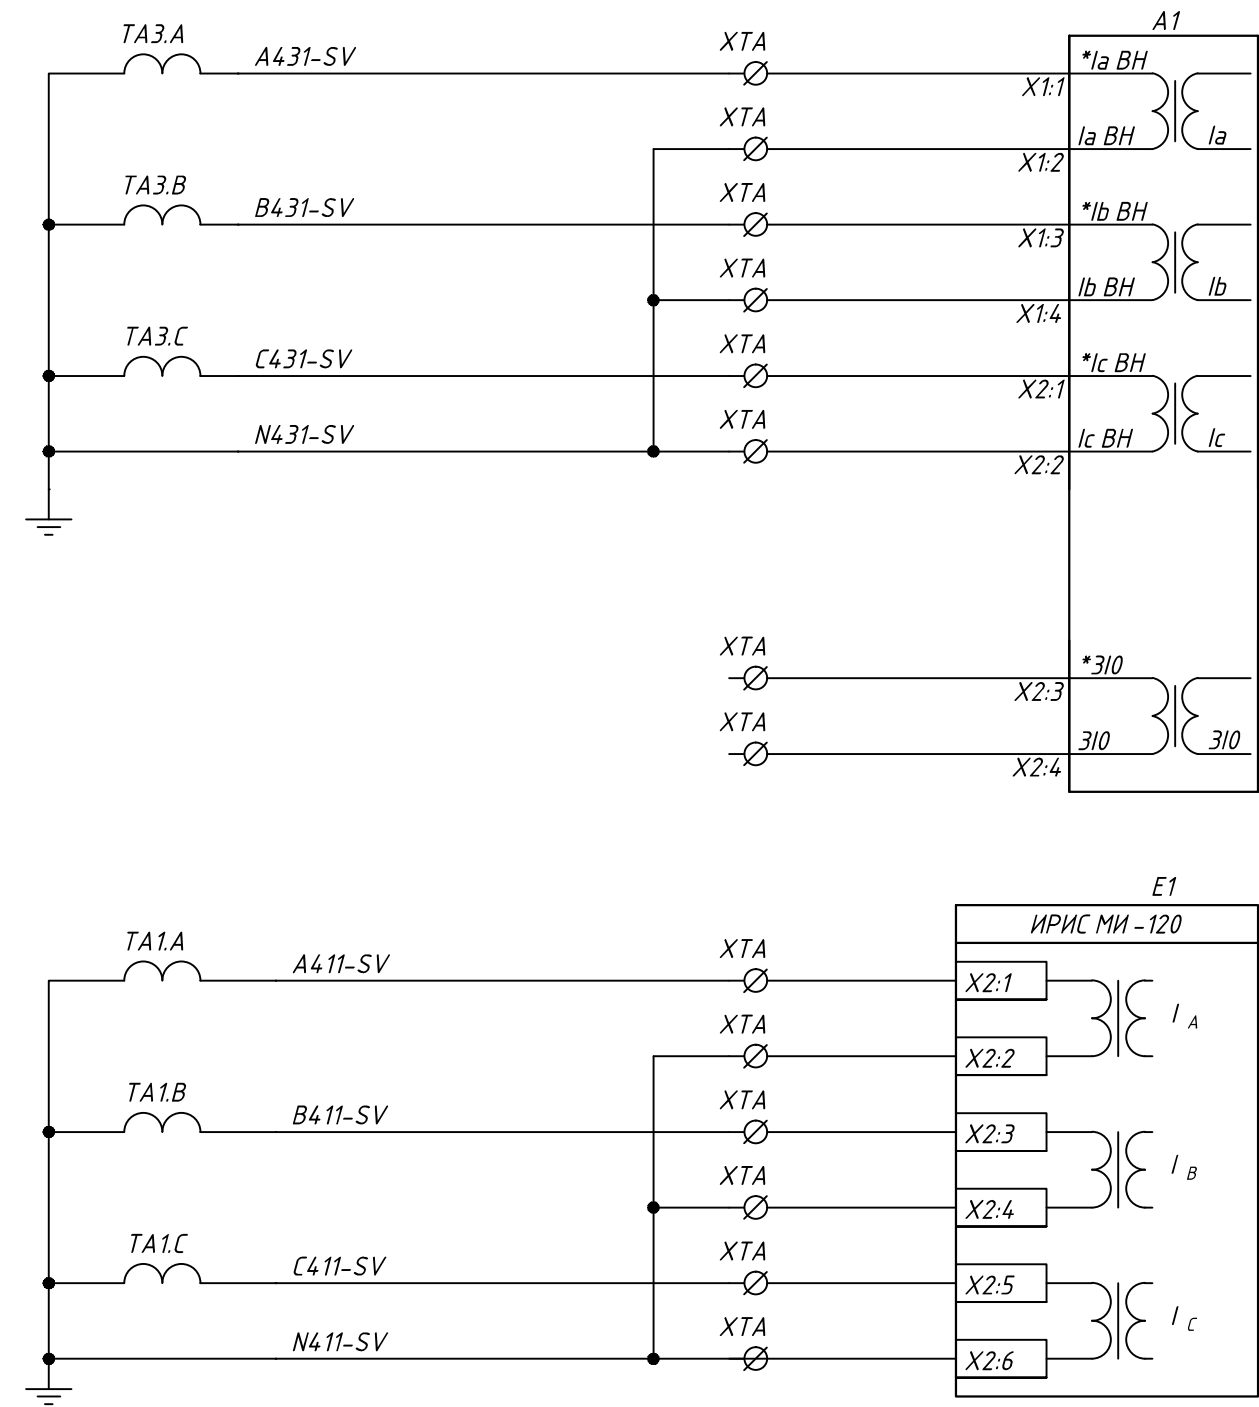 A1
TA3.A
A431-SV
XTA
*Ia ВН
X1:1
XTA
Ia ВН
Ia
X1:2
TA3.B
B431-SV
XTA
*Ib ВН
X1:3
XTA
Ib ВН
Ib
X1:4
TA3.C
C431-SV
XTA
*Ic ВН
X2:1
N431-SV
XTA
Ic ВН
Ic
X2:2
XTA
*3I0
X2:3
XTA
3I0
3I0
X2:4
E1
ИРИС МИ -120
TA1.A
A411-SV
XTA
X2:1
I A
XTA
X2:2
TA1.B
B411-SV
XTA
X2:3
I B
XTA
X2:4
TA1.C
C411-SV
XTA
X2:5
I C
N411-SV
XTA
X2:6